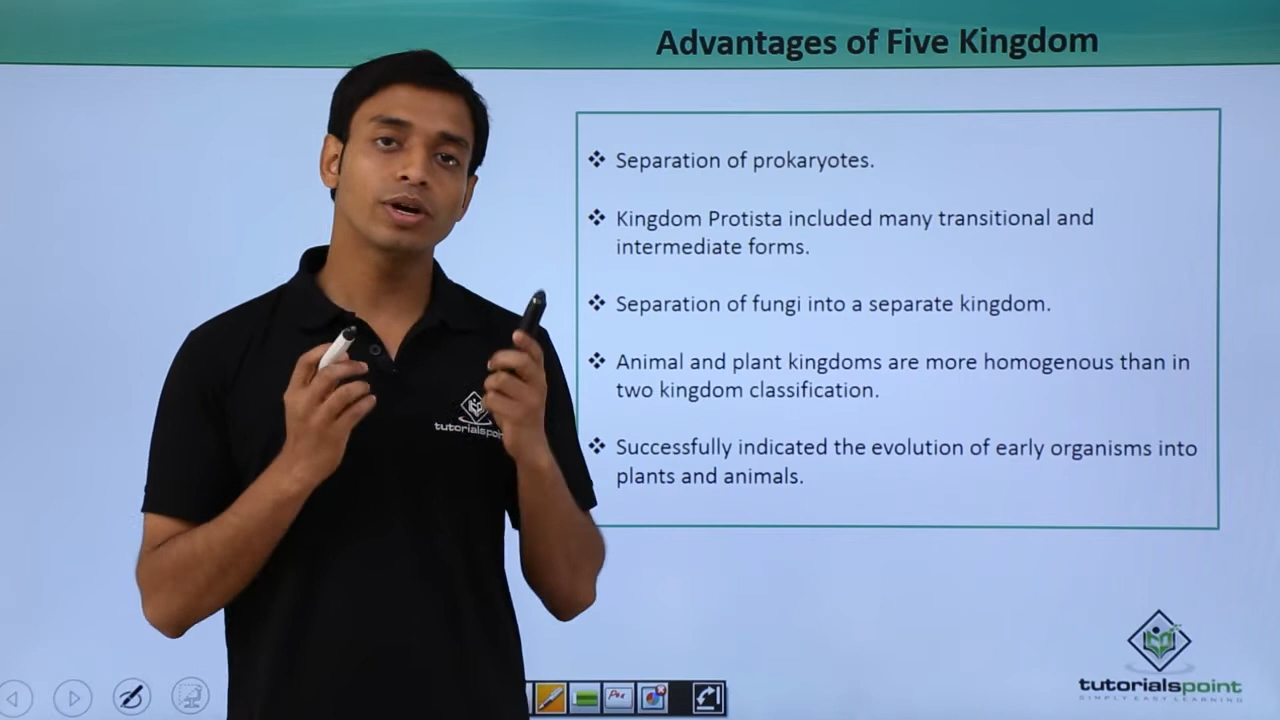 Advantages of Five Kingdom
❖ Separation of prokaryotes.
❖ Kingdom Protista included many transitional and
intermediate forms.
❖ Separation of fungi into a separate kingdom.
❖ Animal and plant kingdoms are more homogenous than in
two kingdom classification.
❖ Successfully indicated the evolution of early organisms into
plants and animals.
tutorialspoin
Pen
tutorialspoint
SIMPLY EASY LEARNING